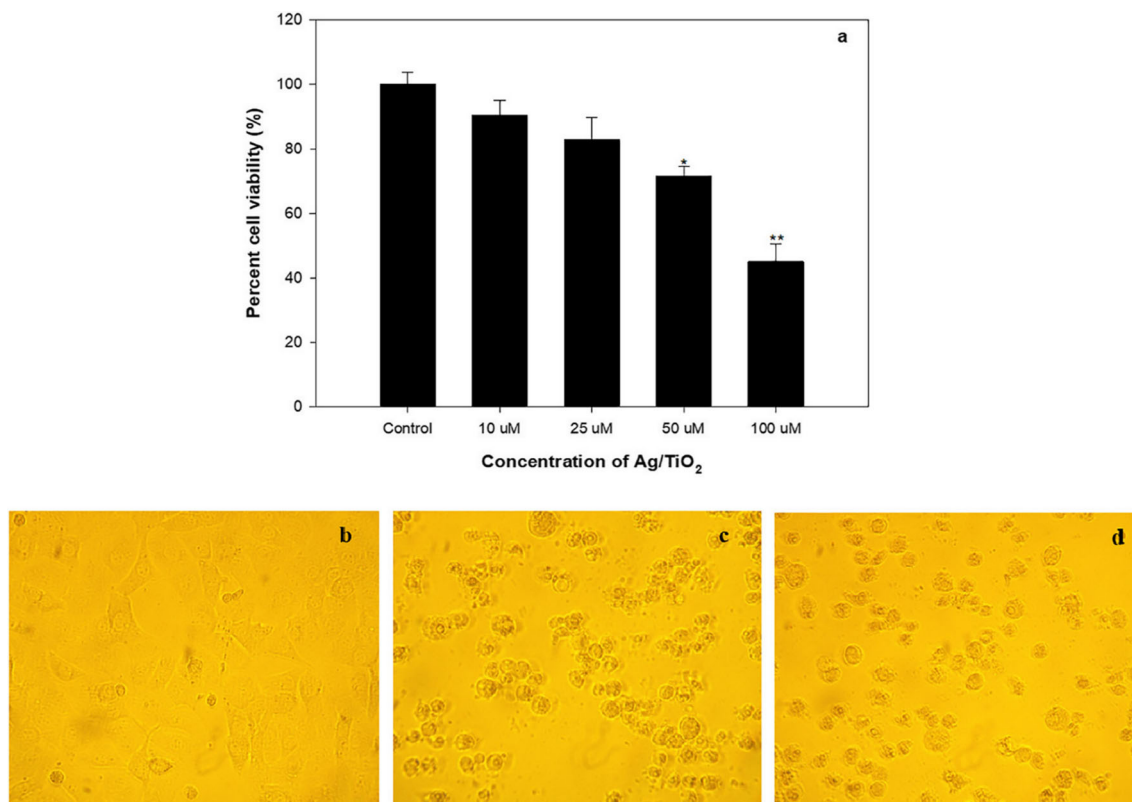 120
a
100
80
60
40
20
0
*
**
Percent cell viability (%)
Control 10 uM 25 uM 50 uM 100 uM
Concentration of Ag/TiO₂
b
c
d